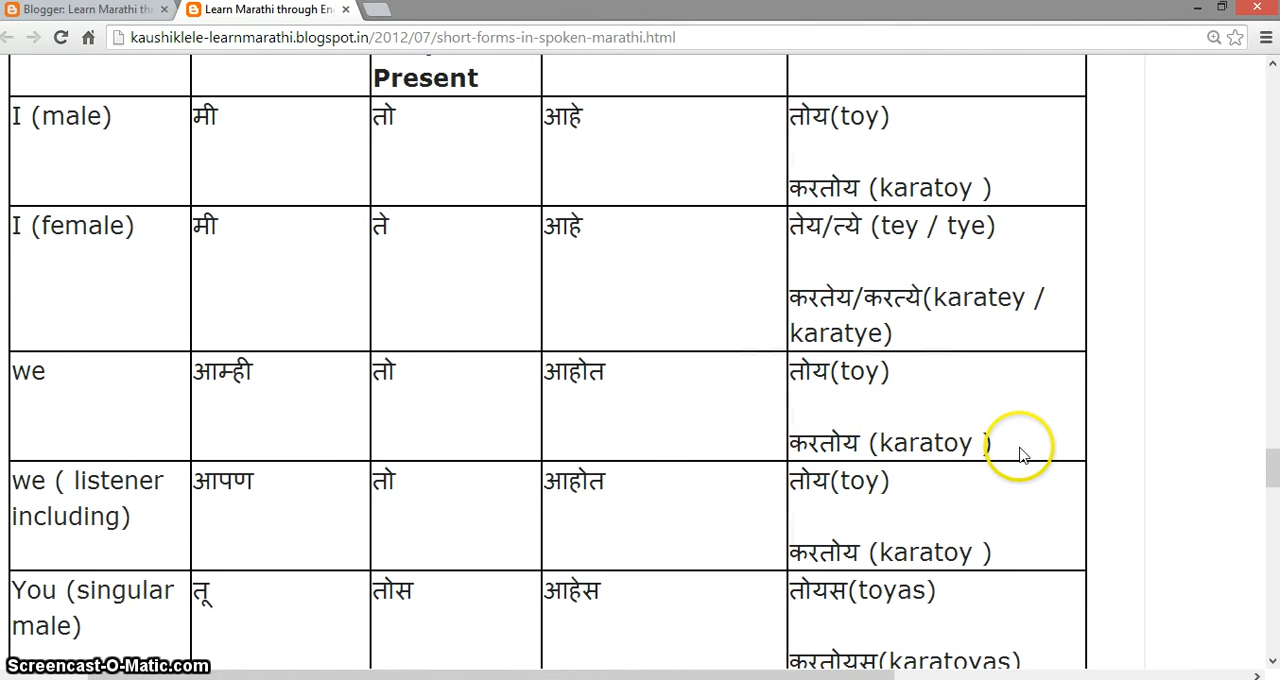 Blogger: Learn Marathi th
Learn Marathi through En
kaushiklele-learnmarathi.blogspot.in/2012/07/short-forms-in-spoken-marathi.html
Present
I (male) मी तो आहे तोय(toy)
करतोय (karatoy )
I (female) मी ते आहे तेय/त्ये (tey / tye)
करतेय/करत्ये(karatey /
karatye)
we आम्ही तो आहोत तोय(toy)
करतोय (karatoy )
we ( listener आपण तो आहोत तोय(toy)
including)
करतोय (karatoy )
You (singular तू तोस आहेस तोयस(toyas)
male)
करतोयस(karatoyas)
Screencast-O-Matic.com